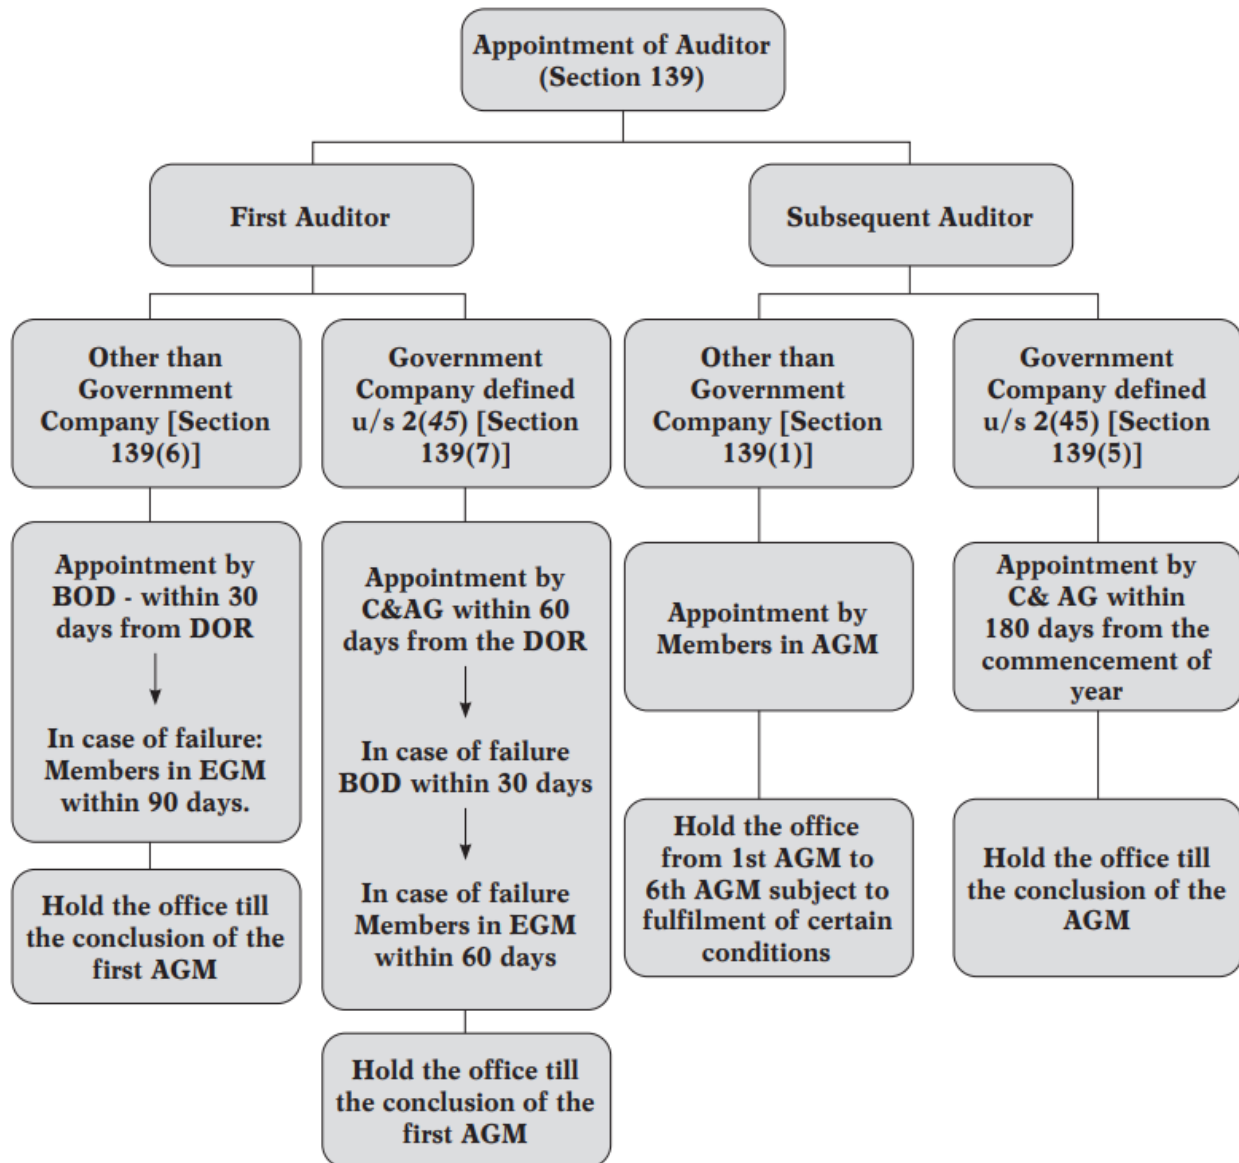 Appointment of Auditor
(Section 139)
First Auditor
Subsequent Auditor
Other than
Government
Company [Section
139(6)]
Government
Company defined
u/s 2(45) [Section
139(7)]
Other than
Government
Company [Section
139(1)]
Government
Company defined
u/s 2(45) [Section
139(5)]
Appointment by
BOD - within 30
days from DOR
In case of failure:
Members in EGM
within 90 days.
Hold the office till
the conclusion of the
first AGM
Appointment by
C&AG within 60
days from the DOR
In case of failure
BOD within 30 days
In case of failure
Members in EGM
within 60 days
Hold the office till
the conclusion of the
first AGM
Appointment by
Members in AGM
Hold the office
from 1st AGM to
6th AGM subject to
fulfilment of certain
conditions
Appointment by
C& AG within
180 days from the
commencement of
year
Hold the office till
the conclusion of the
AGM